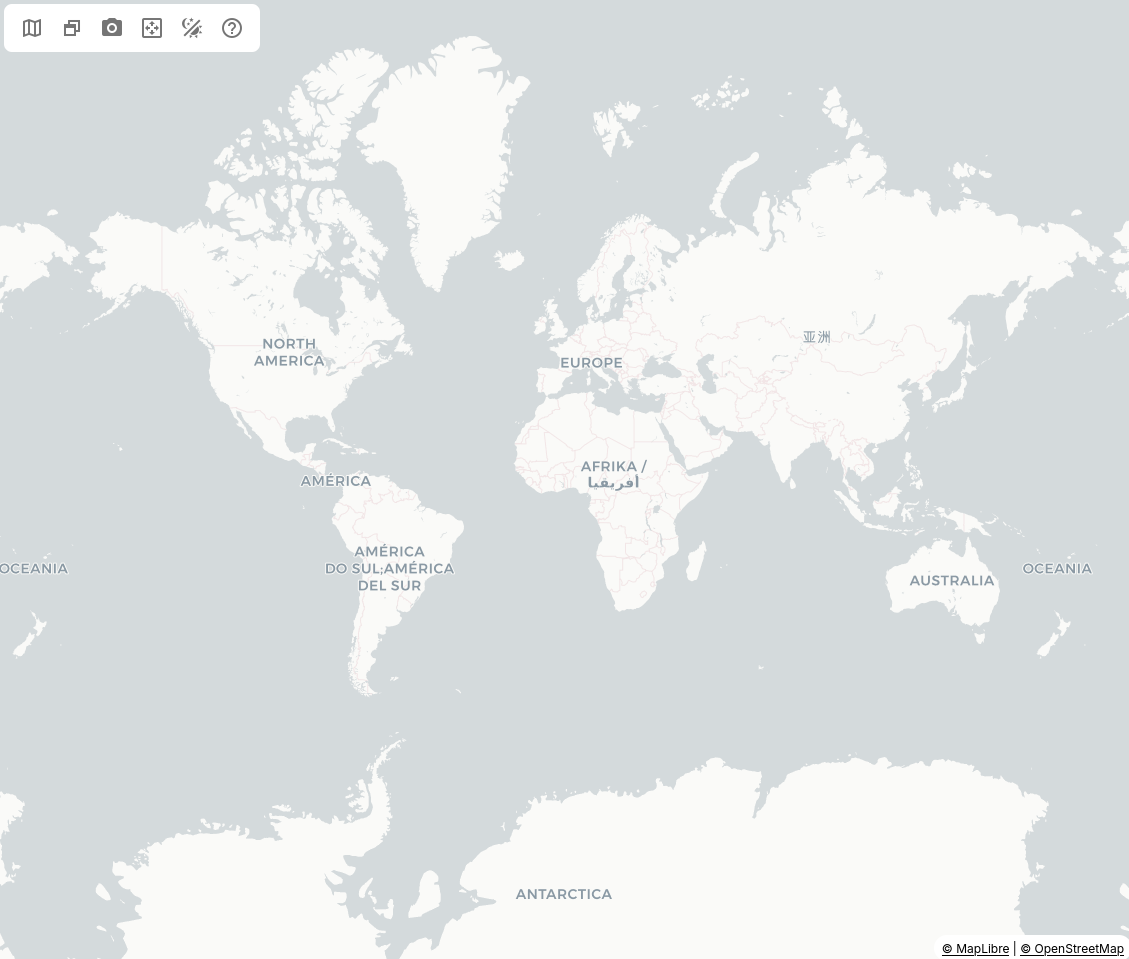 亚洲
NORTH
AMERICA
EUROPE
AFRIKA /
أفريقيا
AMÉRICA
AMÉRICA
DO SUL;AMÉRICA
DEL SUR
OCEANIA
AUSTRALIA
OCEANIA
ANTARCTICA
© MapLibre | © OpenStreetMap